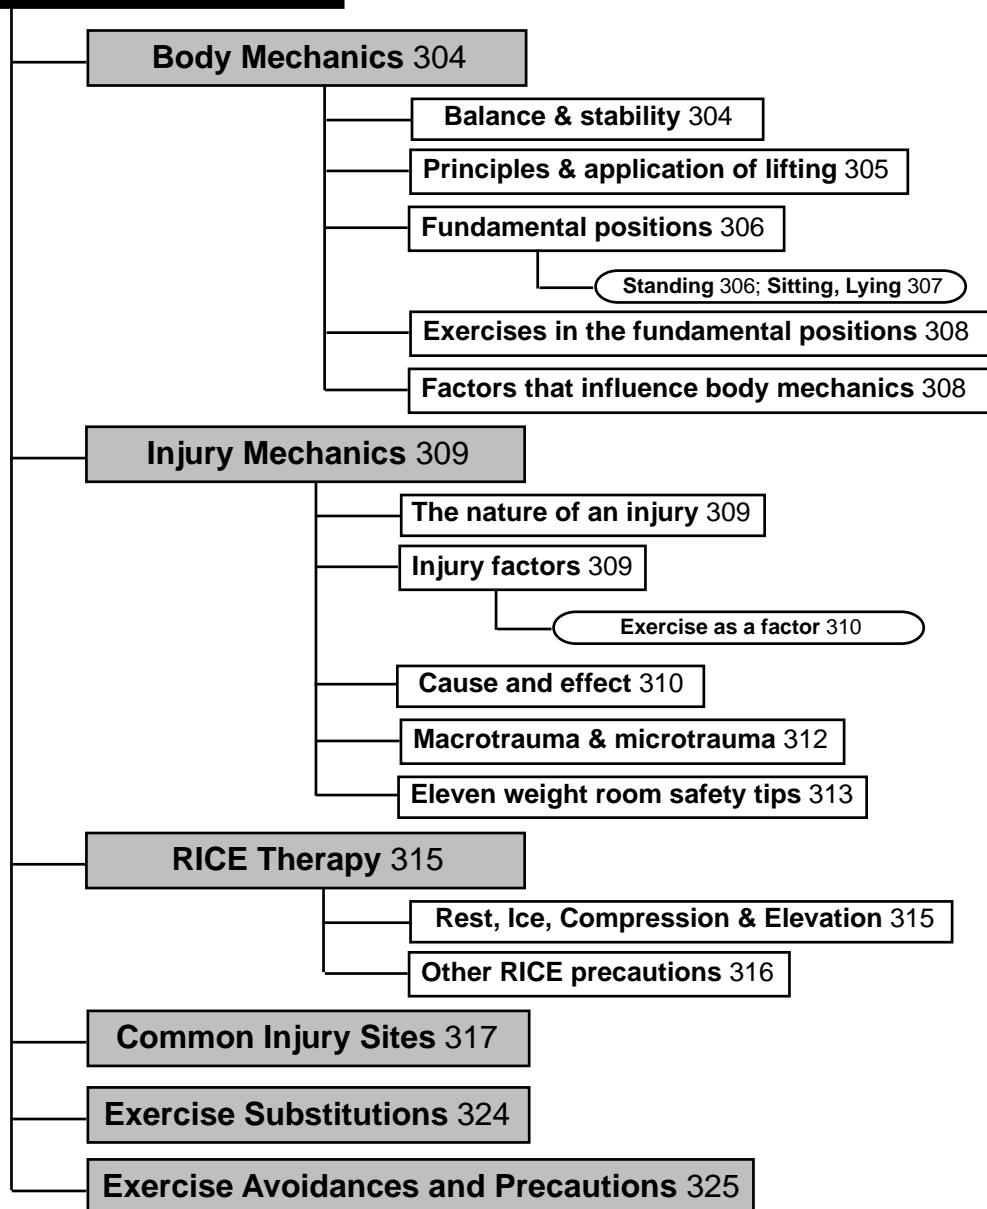 Body Mechanics 304
Balance & stability 304
Principles & application of lifting 305
Fundamental positions 306
Standing 306; Sitting, Lying 307
Exercises in the fundamental positions 308
Factors that influence body mechanics 308
Injury Mechanics 309
The nature of an injury 309
Injury factors 309
Exercise as a factor 310
Cause and effect 310
Macrotrauma & microtrauma 312
Eleven weight room safety tips 313
RICE Therapy 315
Rest, Ice, Compression & Elevation 315
Other RICE precautions 316
Common Injury Sites 317
Exercise Substitutions 324
Exercise Avoidances and Precautions 325